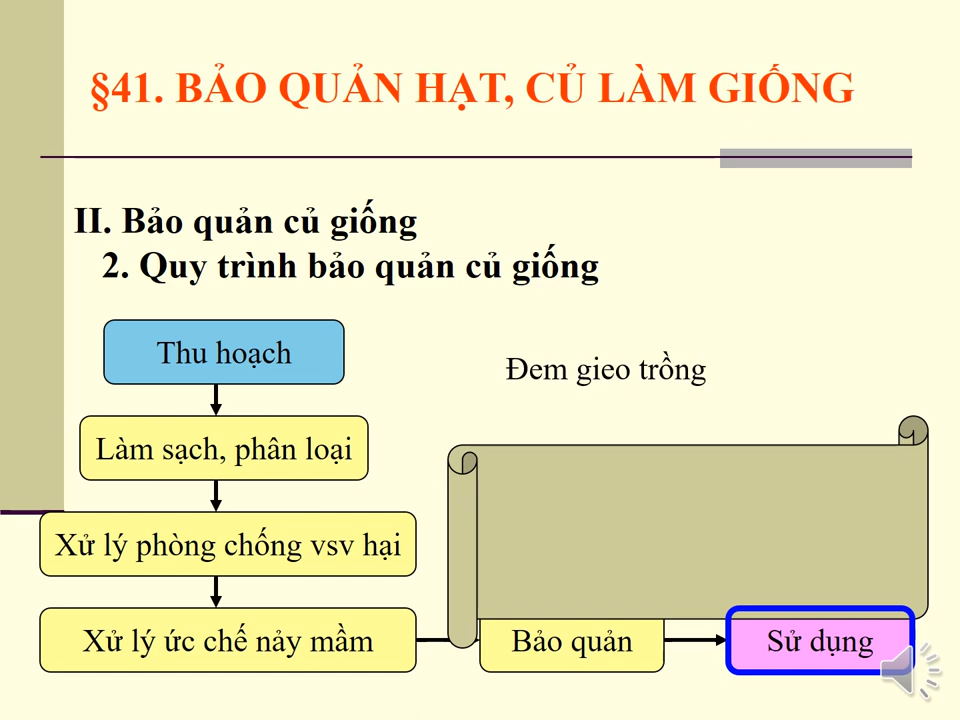 §41. BẢO QUẢN HẠT, CỦ LÀM GIỐNG
II. Bảo quản củ giống
2. Quy trình bảo quản củ giống
Thu hoạch
Đem gieo trồng
Làm sạch, phân loại
Xử lý phòng chống vsv hại
Xử lý ức chế nảy mầm
Bảo quản
Sử dụng